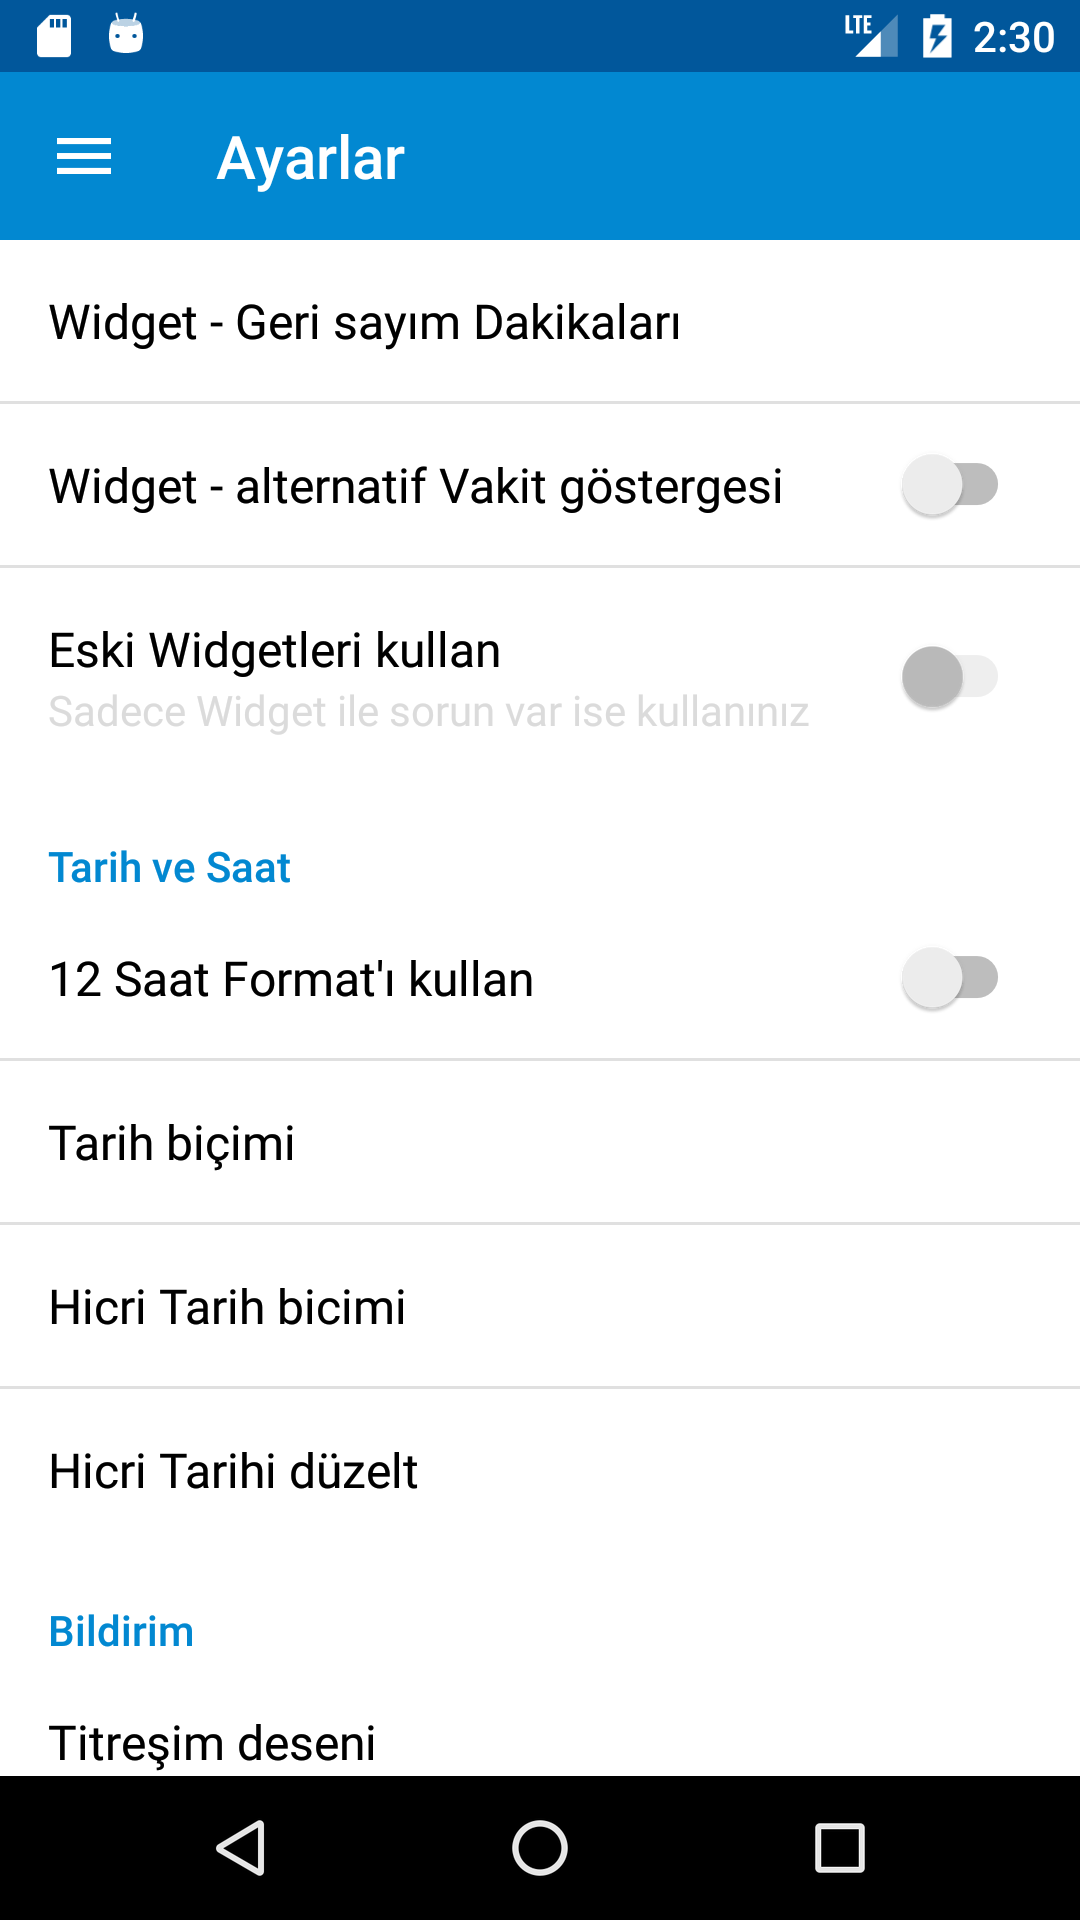 LTE 2:30
Ayarlar
Widget - Geri sayım Dakikaları
Widget - alternatif Vakit göstergesi
Eski Widgetleri kullan
Sadece Widget ile sorun var ise kullanınız
Tarih ve Saat
12 Saat Format'ı kullan
Tarih biçimi
Hicri Tarih bicimi
Hicri Tarihi düzelt
Bildirim
Titreşim deseni